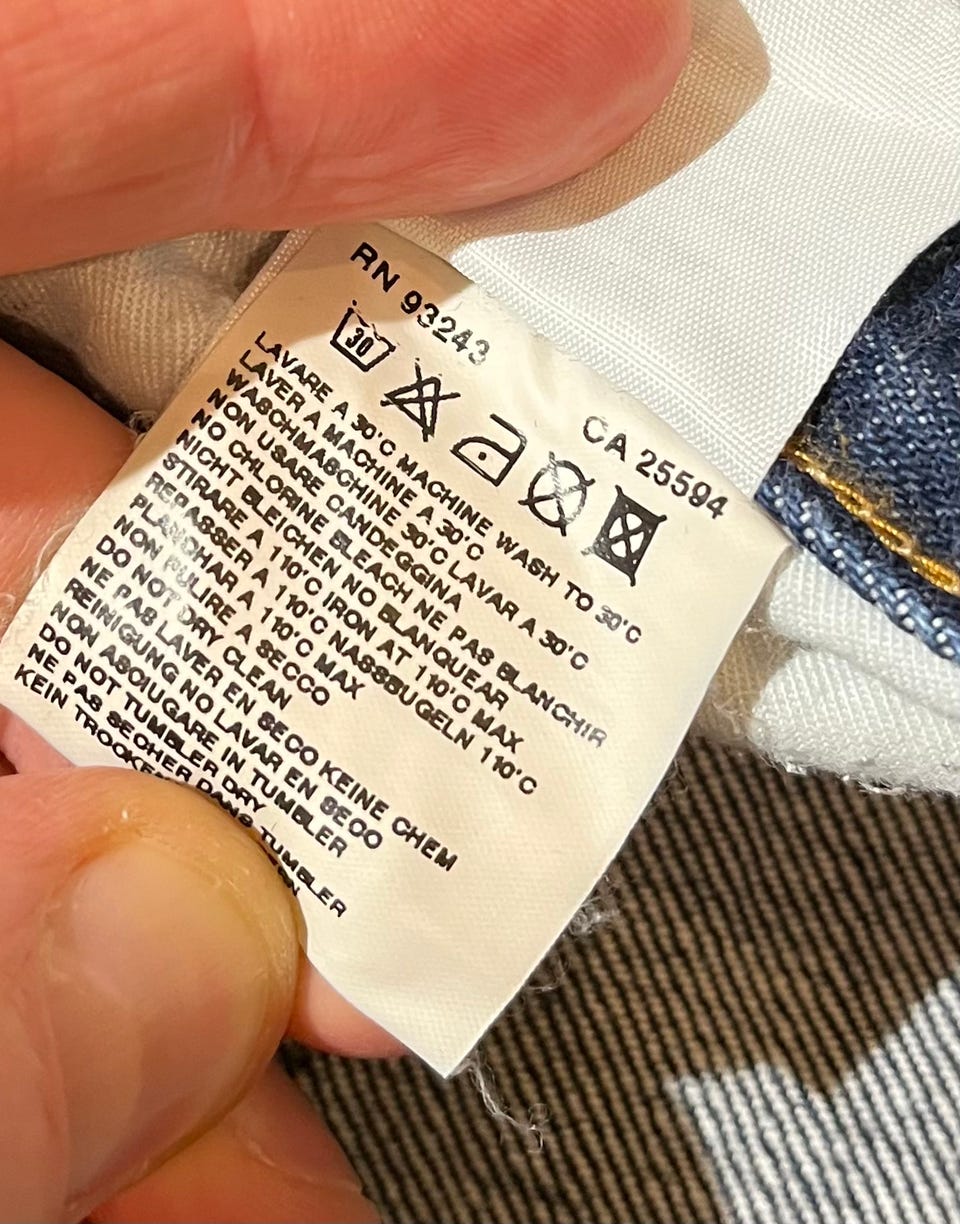 RN 93243 CA 25594
30
LAVARE A 30°C MACHINE WASH TO 30°C
LAVER A MACHINE A 30°C
WASCHMASCHINE 30°C LAVAR A 30°C
NON USARE CANDEGGINA
NO CHLORINE BLEACH NE PAS BLANCHIR
NICHT BLEICHEN NO BLANQUEAR
STIRARE A 110°C IRON AT 110°C MAX
REPASSER A 110°C NASSBUGELN 110°C
PLANCHAR A 110°C MAX
NON PULIRE A SECCO
DO NOT DRY CLEAN
NE PAS LAVER EN SECO KEINE CHEM
REINIGUNG NO LAVAR EN SECO
NON ASCIUGARE IN TUMBLER
DO NOT TUMBLER DRY
NE PAS SECHER DANS TUMBLER
KEIN